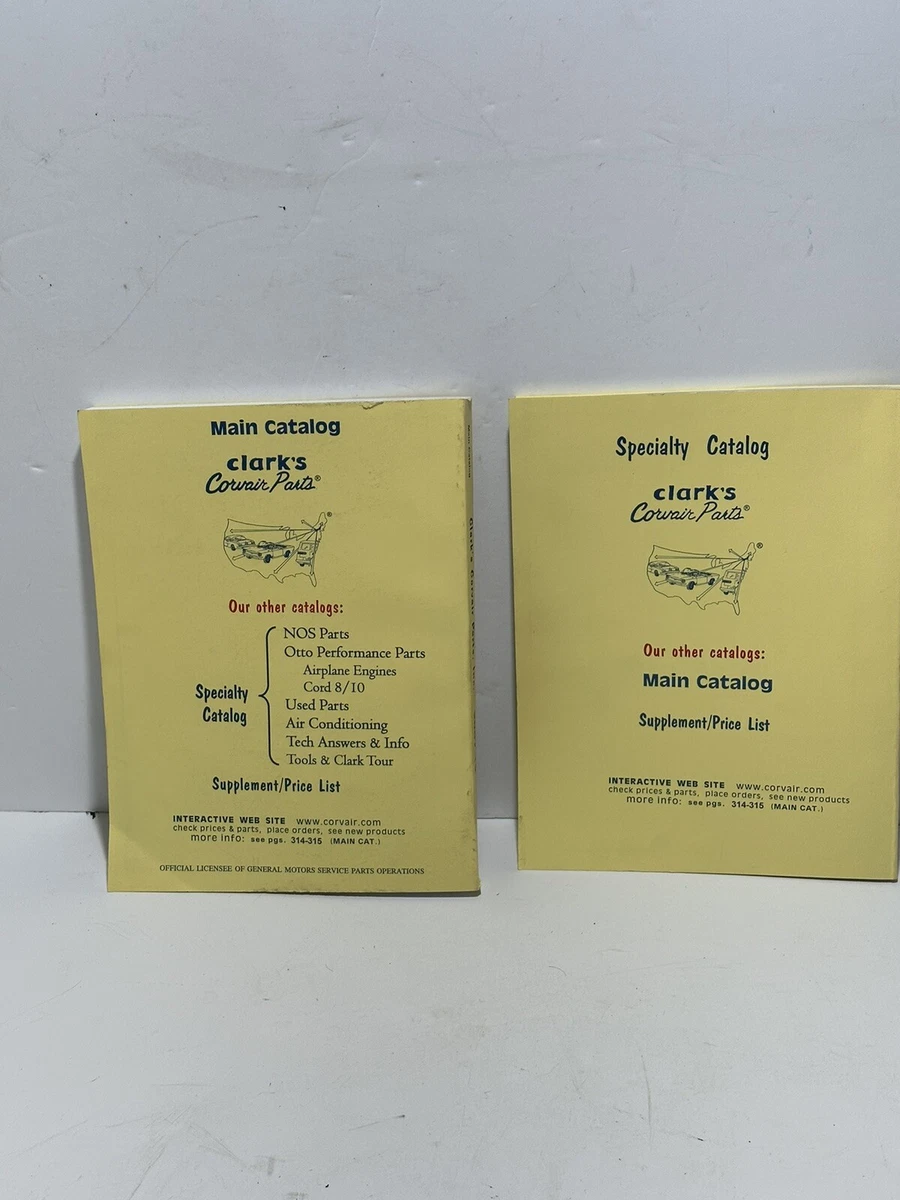 Main Catalog
clark's
Corvair Parts®
®
Our other catalogs:
Specialty
Catalog
NOS Parts
Otto Performance Parts
Airplane Engines
Cord 8/10
Used Parts
Air Conditioning
Tech Answers & Info
Tools & Clark Tour
Supplement/Price List
INTERACTIVE WEB SITE www.corvair.com
check prices & parts, place orders, see new products
more info: see pgs. 314-315 (MAIN CAT.)
OFFICIAL LICENSEE OF GENERAL MOTORS SERVICE PARTS OPERATIONS
Clark's Corvair Parts
Specialty Catalog
clark's
Corvair Parts®
®
Our other catalogs:
Main Catalog
Supplement/Price List
INTERACTIVE WEB SITE www.corvair.com
check prices & parts, place orders, see new products
more info: see pgs. 314-315 (MAIN CAT.)